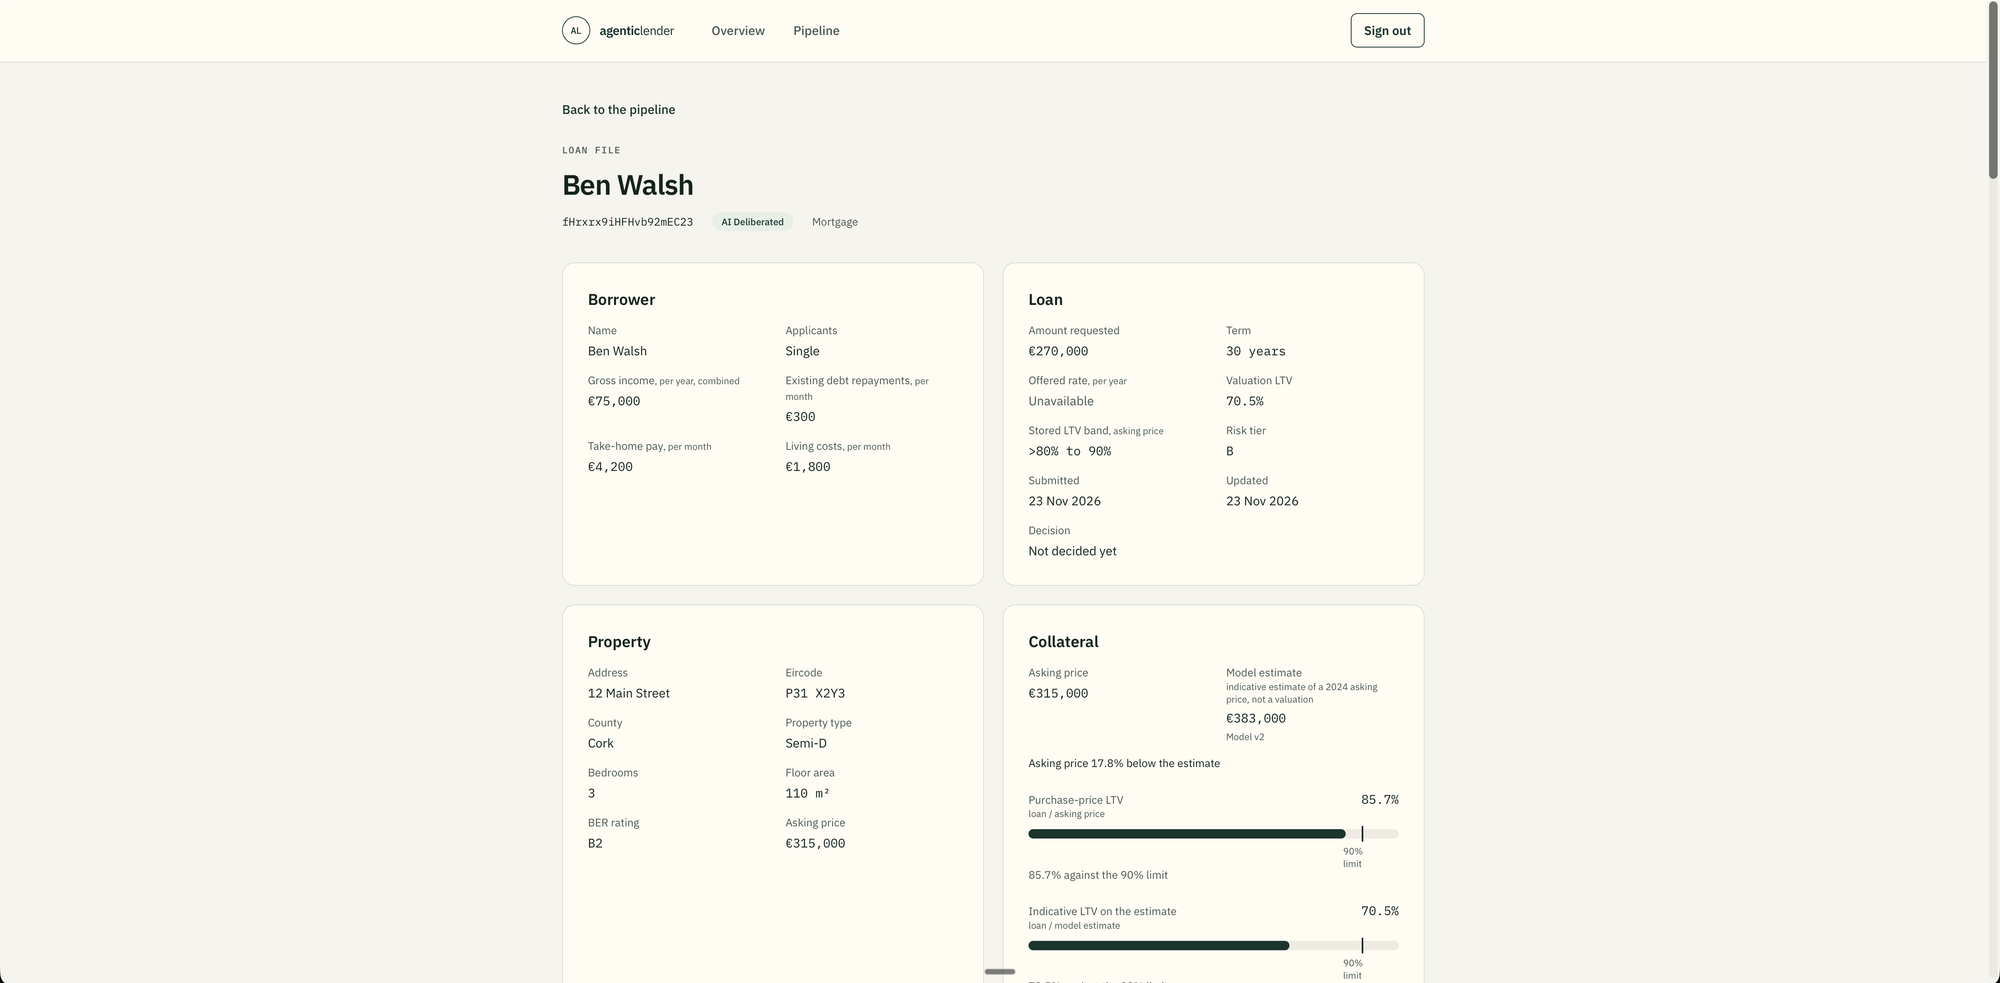 AL
agenticlender
Overview
Pipeline
Sign out
Back to the pipeline
LOAN FILE
Ben Walsh
fHrxrx9iHFHvb92mEC23
AI Deliberated
Mortgage
Borrower
Name
Ben Walsh
Applicants
Single
Gross income, per year, combined
€75,000
Existing debt repayments, per
month
€300
Take-home pay, per month
€4,200
Living costs, per month
€1,800
Loan
Amount requested
€270,000
Term
30 years
Offered rate, per year
Unavailable
Valuation LTV
70.5%
Stored LTV band, asking price
>80% to 90%
Risk tier
B
Submitted
23 Nov 2026
Updated
23 Nov 2026
Decision
Not decided yet
Property
Address
12 Main Street
Eircode
P31 X2Y3
County
Cork
Property type
Semi-D
Bedrooms
3
Floor area
110 m²
BER rating
B2
Asking price
€315,000
Collateral
Asking price
€315,000
Model estimate
indicative estimate of a 2024 asking
price, not a valuation
€383,000
Model v2
Asking price 17.8% below the estimate
Purchase-price LTV
85.7%
loan / asking price
90%
limit
85.7% against the 90% limit
Indicative LTV on the estimate
70.5%
loan / model estimate
90%
limit